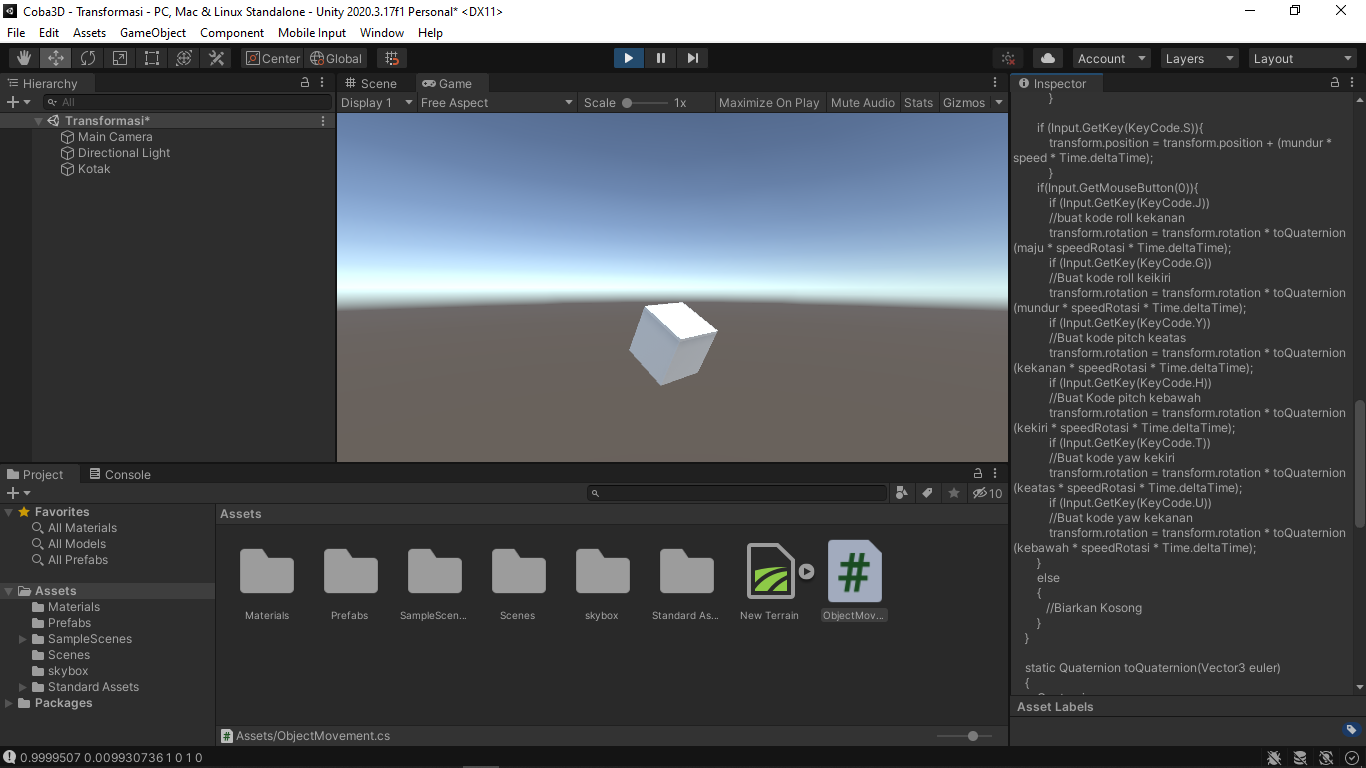 Coba3D - Transformasi - PC, Mac & Linux Standalone - Unity 2020.3.17f1 Personal* <DX11>
File Edit Assets GameObject Component Mobile Input Window Help
Center Global Account Layers Layout
Hierarchy
All
Transformasi*
Main Camera
Directional Light
Kotak
Scene Game
Display 1 Free Aspect Scale 1x Maximize On Play Mute Audio Stats Gizmos
Project Console
10
Favorites
All Materials
All Models
All Prefabs
Assets
Materials
Prefabs
SampleScenes
Scenes
skybox
Standard Assets
Packages
Assets
Materials Prefabs SampleScen... Scenes skybox Standard As... New Terrain ObjectMov...
Assets/ObjectMovement.cs
Inspector
}
if (Input.GetKey(KeyCode.S)){
transform.position = transform.position + (mundur *
speed * Time.deltaTime);
}
if(Input.GetMouseButton(0)){
if (Input.GetKey(KeyCode.J))
//buat kode roll kekanan
transform.rotation = transform.rotation * toQuaternion
(maju * speedRotasi * Time.deltaTime);
if (Input.GetKey(KeyCode.G))
//Buat kode roll keikiri
transform.rotation = transform.rotation * toQuaternion
(mundur * speedRotasi * Time.deltaTime);
if (Input.GetKey(KeyCode.Y))
//Buat kode pitch keatas
transform.rotation = transform.rotation * toQuaternion
(kekanan * speedRotasi * Time.deltaTime);
if (Input.GetKey(KeyCode.H))
//Buat Kode pitch kebawah
transform.rotation = transform.rotation * toQuaternion
(kekiri * speedRotasi * Time.deltaTime);
if (Input.GetKey(KeyCode.T))
//Buat kode yaw kekiri
transform.rotation = transform.rotation * toQuaternion
(keatas * speedRotasi * Time.deltaTime);
if (Input.GetKey(KeyCode.U))
//Buat kode yaw kekanan
transform.rotation = transform.rotation * toQuaternion
(kebawah * speedRotasi * Time.deltaTime);
}
else
{
//Biarkan Kosong
}
}
static Quaternion toQuaternion(Vector3 euler)
{
Asset Labels
0.9999507 0.009930736 1 0 1 0